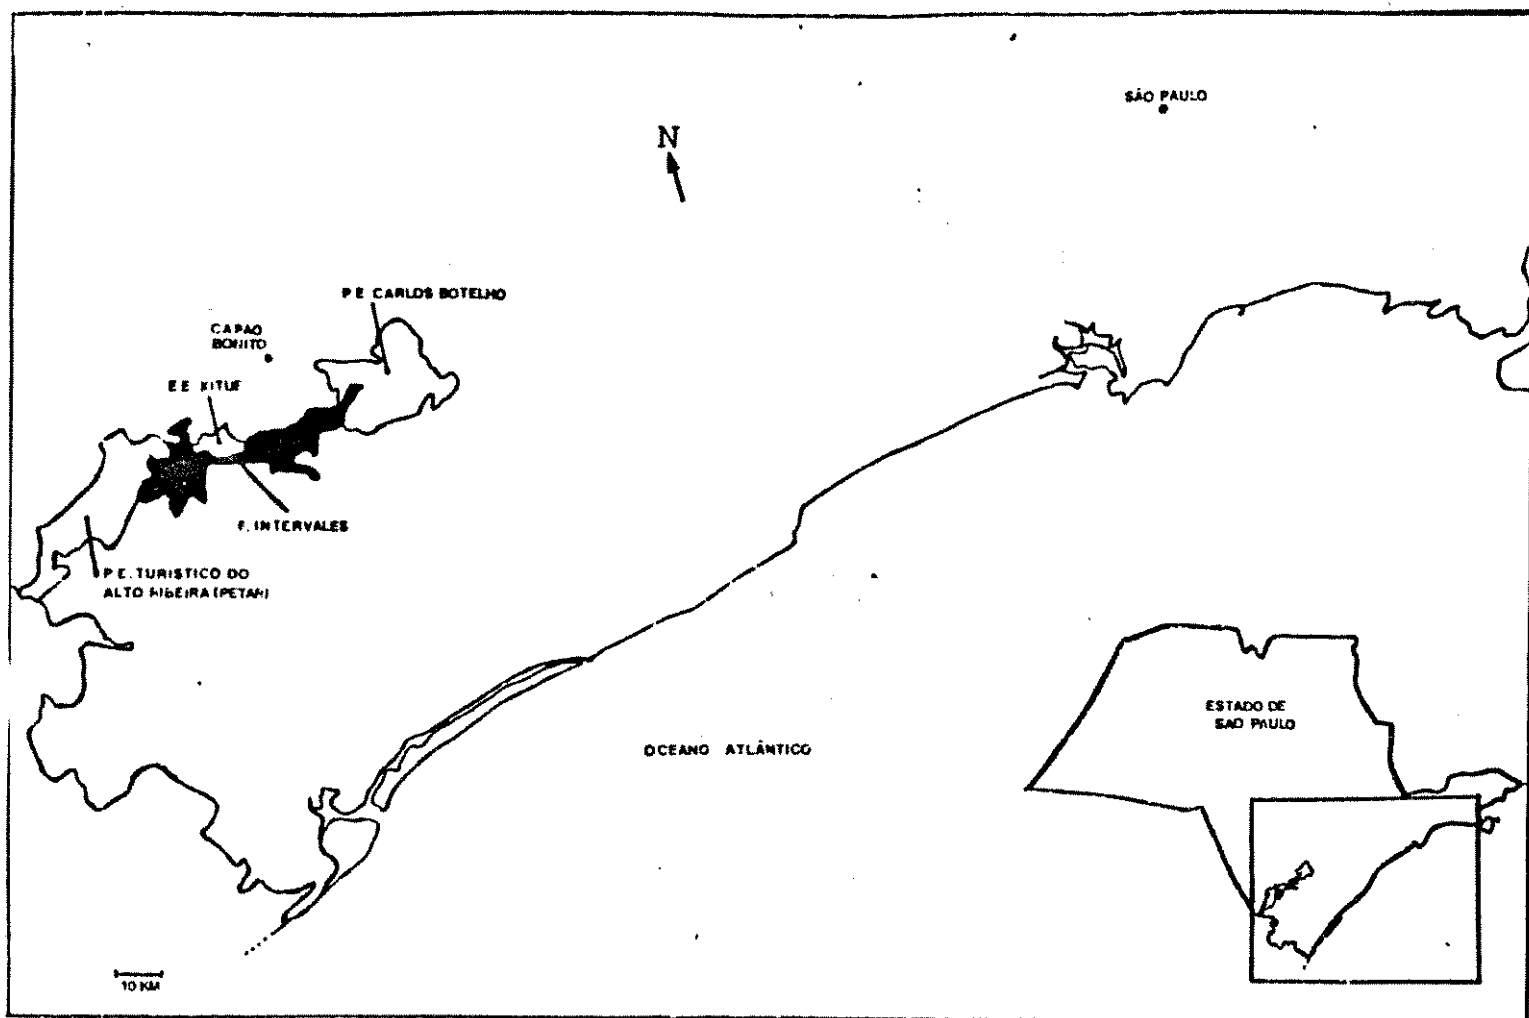 SÃO PAULO
N
P.E. CARLOS BOTELHO
CAPAO
BONITO
E.E. XITUE
F. INTERVALES
P.E. TURISTICO DO
ALTO RIBEIRA (PETAR)
ESTADO DE
SAO PAULO
OCEANO ATLÂNTICO
10 KM